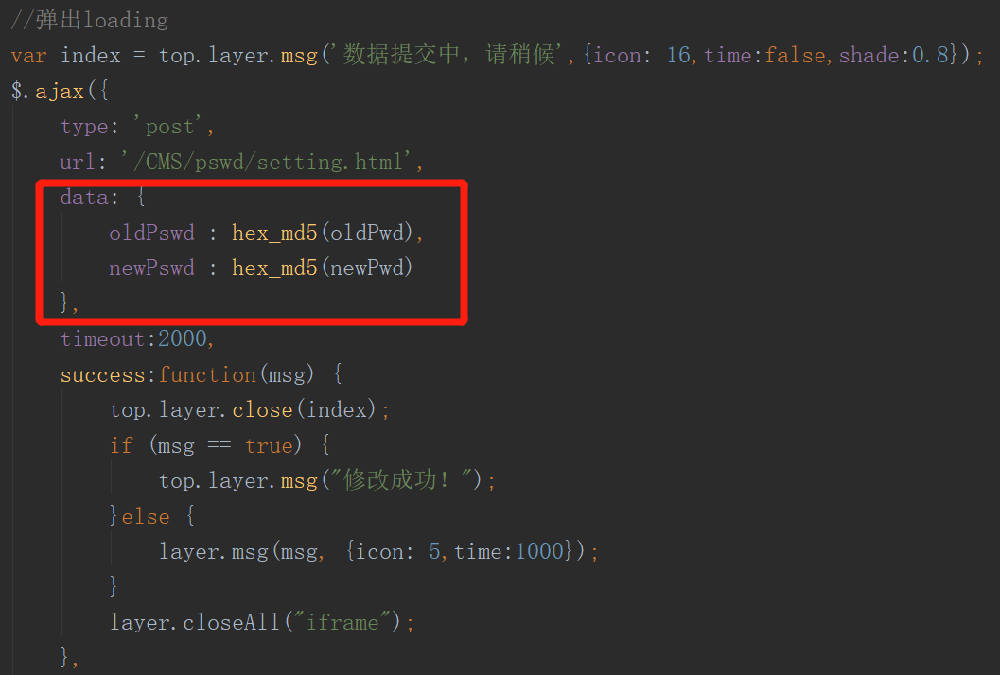 //弹出loading
var index = top.layer.msg('数据提交中，请稍候',{icon: 16,time:false,shade:0.8});
$.ajax({
type: 'post',
url: '/CMS/pswd/setting.html',
data: {
oldPswd : hex_md5(oldPwd),
newPswd : hex_md5(newPwd)
},
timeout:2000,
success:function(msg) {
top.layer.close(index);
if (msg == true) {
top.layer.msg("修改成功！");
}else {
layer.msg(msg, {icon: 5,time:1000});
}
layer.closeAll("iframe");
},